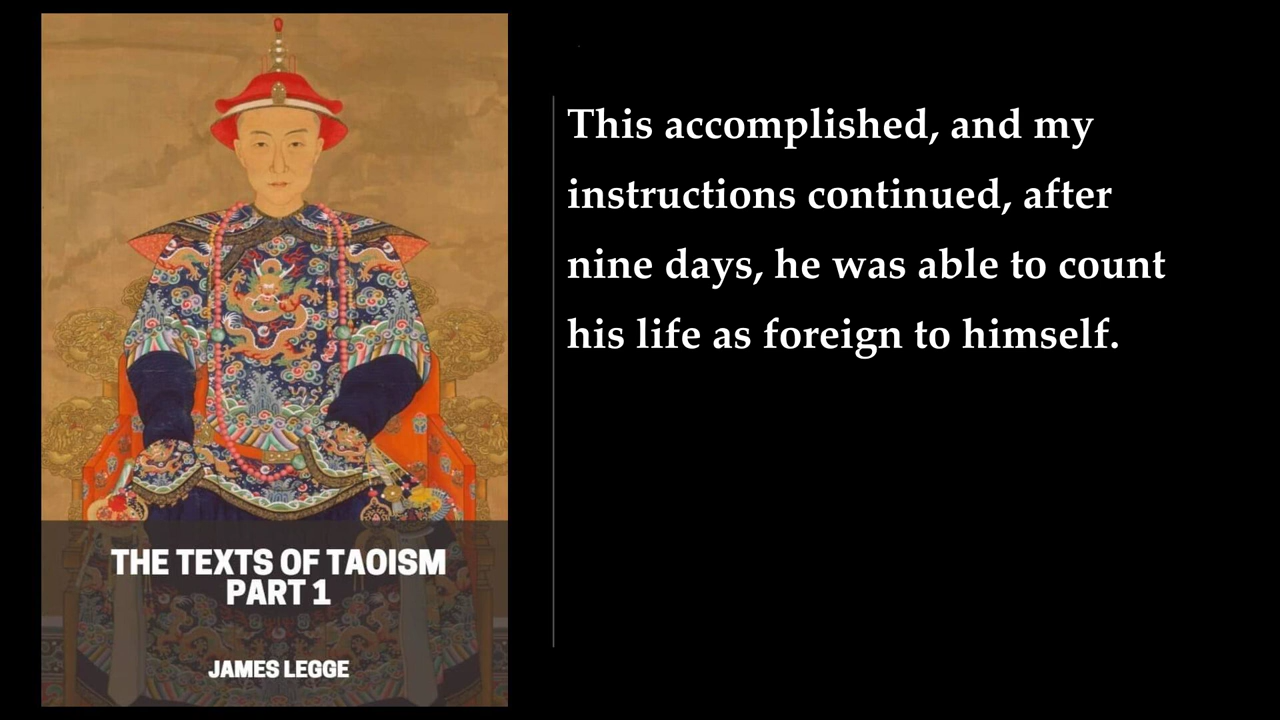 THE TEXTS OF TAOISM
PART 1
JAMES LEGGE
This accomplished, and my
instructions continued, after
nine days, he was able to count
his life as foreign to himself.